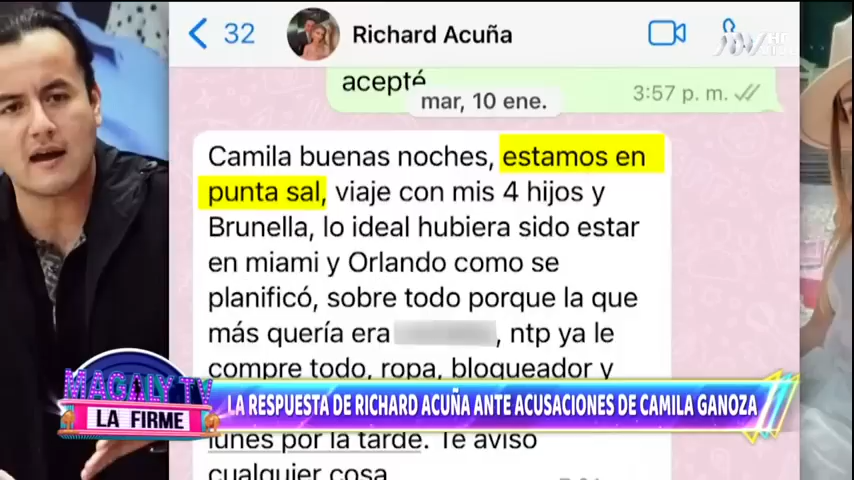 32
Richard Acuña
ATV HD
acepté
3:57 p. m.
mar, 10 ene.
Camila buenas noches, estamos en
punta sal, viaje con mis 4 hijos y
Brunella, lo ideal hubiera sido estar
en miami y Orlando como se
planificó, sobre todo porque la que
más quería era
, ntp ya le
compre todo, ropa, bloqueador y
MAGALY TV
LA FIRME
LA RESPUESTA DE RICHARD ACUÑA ANTE ACUSACIONES DE CAMILA GANOZA
lunes por la tarde. Te aviso
cualquier cosa